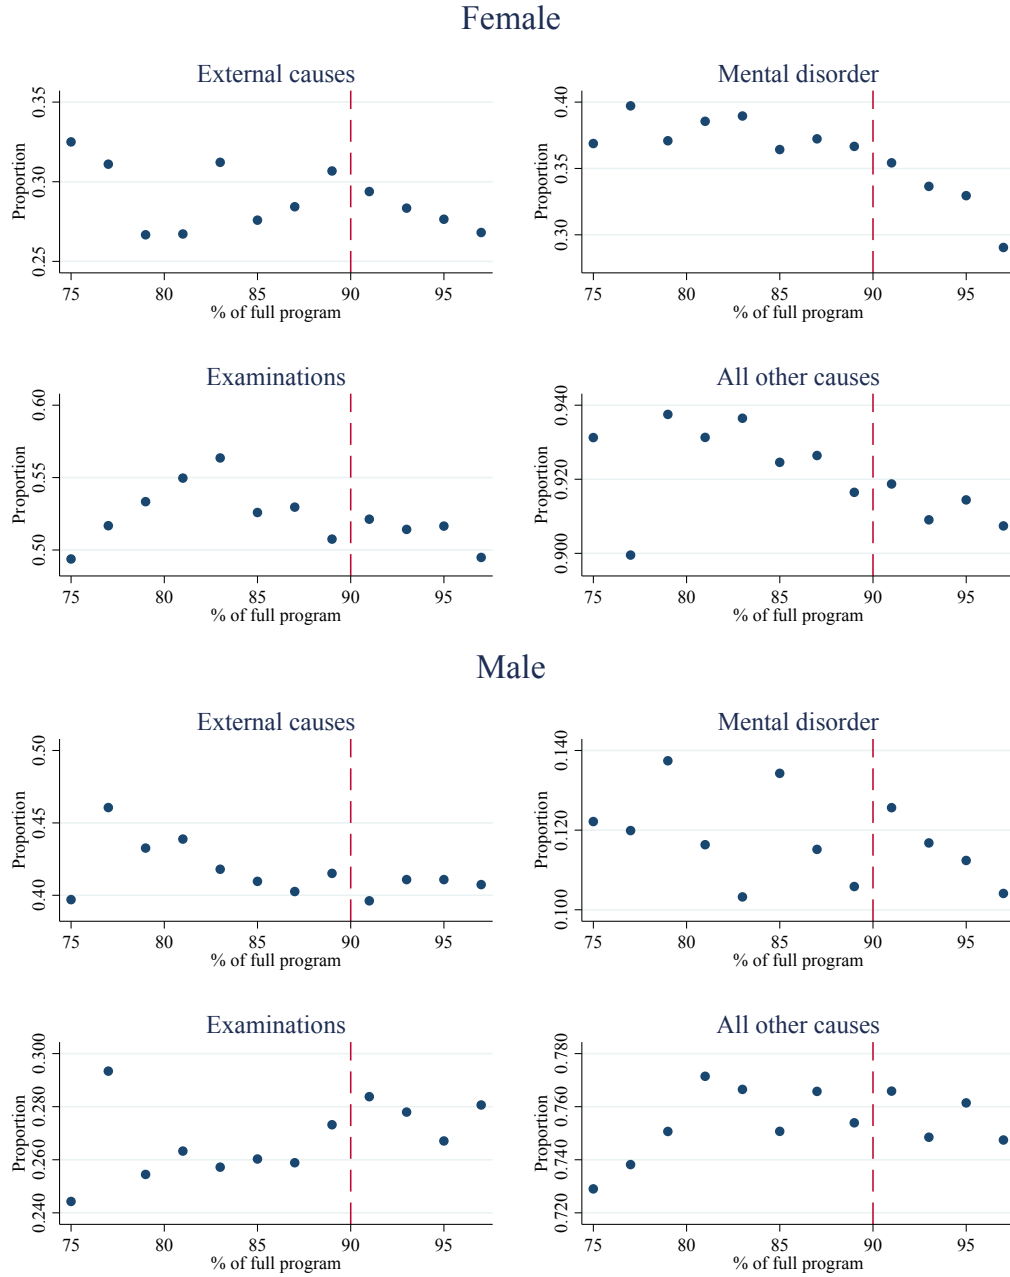 Female
External causes
Proportion
0.35
0.30
0.25
75 80 85 90 95
% of full program
Mental disorder
Proportion
0.40
0.35
0.30
75 80 85 90 95
% of full program
Examinations
Proportion
0.60
0.55
0.50
75 80 85 90 95
% of full program
All other causes
Proportion
0.940
0.920
0.900
75 80 85 90 95
% of full program
Male
External causes
Proportion
0.50
0.45
0.40
75 80 85 90 95
% of full program
Mental disorder
Proportion
0.140
0.120
0.100
75 80 85 90 95
% of full program
Examinations
Proportion
0.300
0.280
0.260
0.240
75 80 85 90 95
% of full program
All other causes
Proportion
0.780
0.760
0.740
0.720
75 80 85 90 95
% of full program